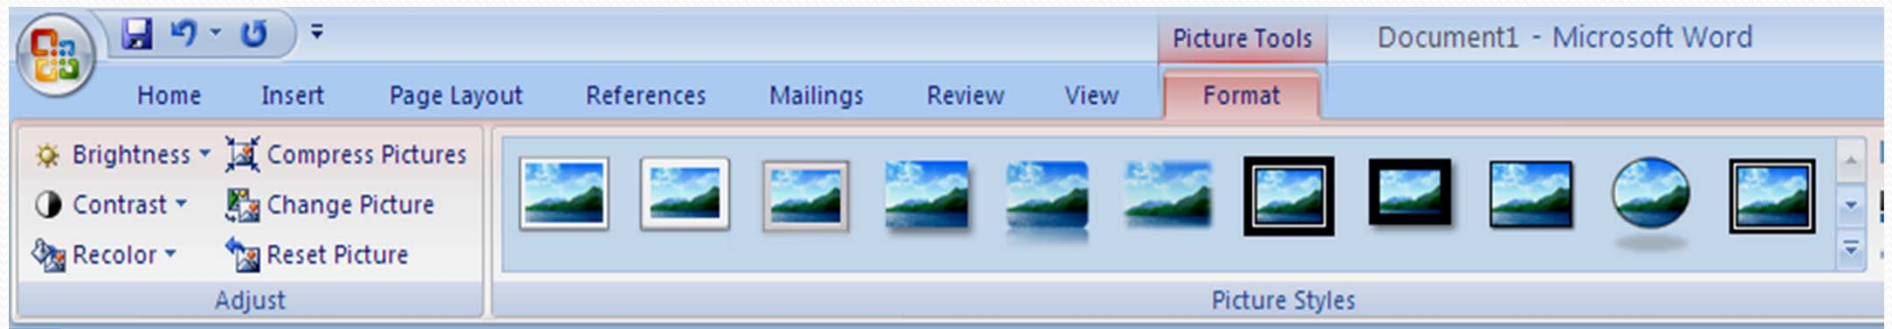 Picture Tools Document1 - Microsoft Word
Home Insert Page Layout References Mailings Review View Format
Brightness Compress Pictures
Contrast Change Picture
Recolor Reset Picture
Adjust Picture Styles